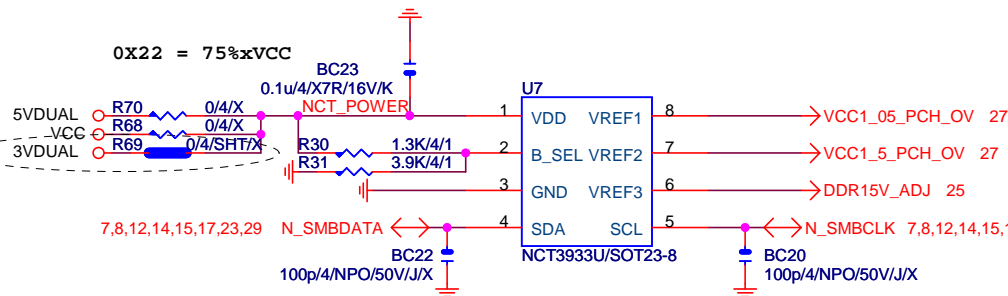 0X22 = 75%xVCC
BC23
0.1u/4/X7R/16V/K
NCT_POWER
U7
5VDUAL R70 0/4/X
VCC R68 0/4/X
3VDUAL R69 0/4/SHT/X
R30 1.3K/4/1
R31 3.9K/4/1
1 VDD VREF1 8 VCC1_05_PCH_OV 27
2 B_SEL VREF2 7 VCC1_5_PCH_OV 27
3 GND VREF3 6 DDR15V_ADJ 25
7,8,12,14,15,17,23,29 N_SMBDATA 4 SDA SCL 5 N_SMBCLK 7,8,12,14,15,1
NCT3933U/SOT23-8
BC22
100p/4/NPO/50V/J/X
BC20
100p/4/NPO/50V/J/X